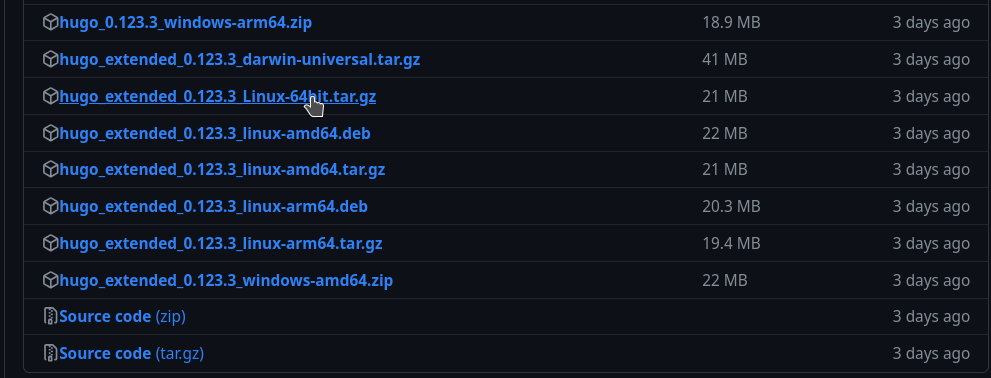 hugo_0.123.3_windows-arm64.zip 18.9 MB 3 days ago
hugo_extended_0.123.3_darwin-universal.tar.gz 41 MB 3 days ago
hugo_extended_0.123.3_Linux-64bit.tar.gz 21 MB 3 days ago
hugo_extended_0.123.3_linux-amd64.deb 22 MB 3 days ago
hugo_extended_0.123.3_linux-amd64.tar.gz 21 MB 3 days ago
hugo_extended_0.123.3_linux-arm64.deb 20.3 MB 3 days ago
hugo_extended_0.123.3_linux-arm64.tar.gz 19.4 MB 3 days ago
hugo_extended_0.123.3_windows-amd64.zip 22 MB 3 days ago
Source code (zip) 3 days ago
Source code (tar.gz) 3 days ago